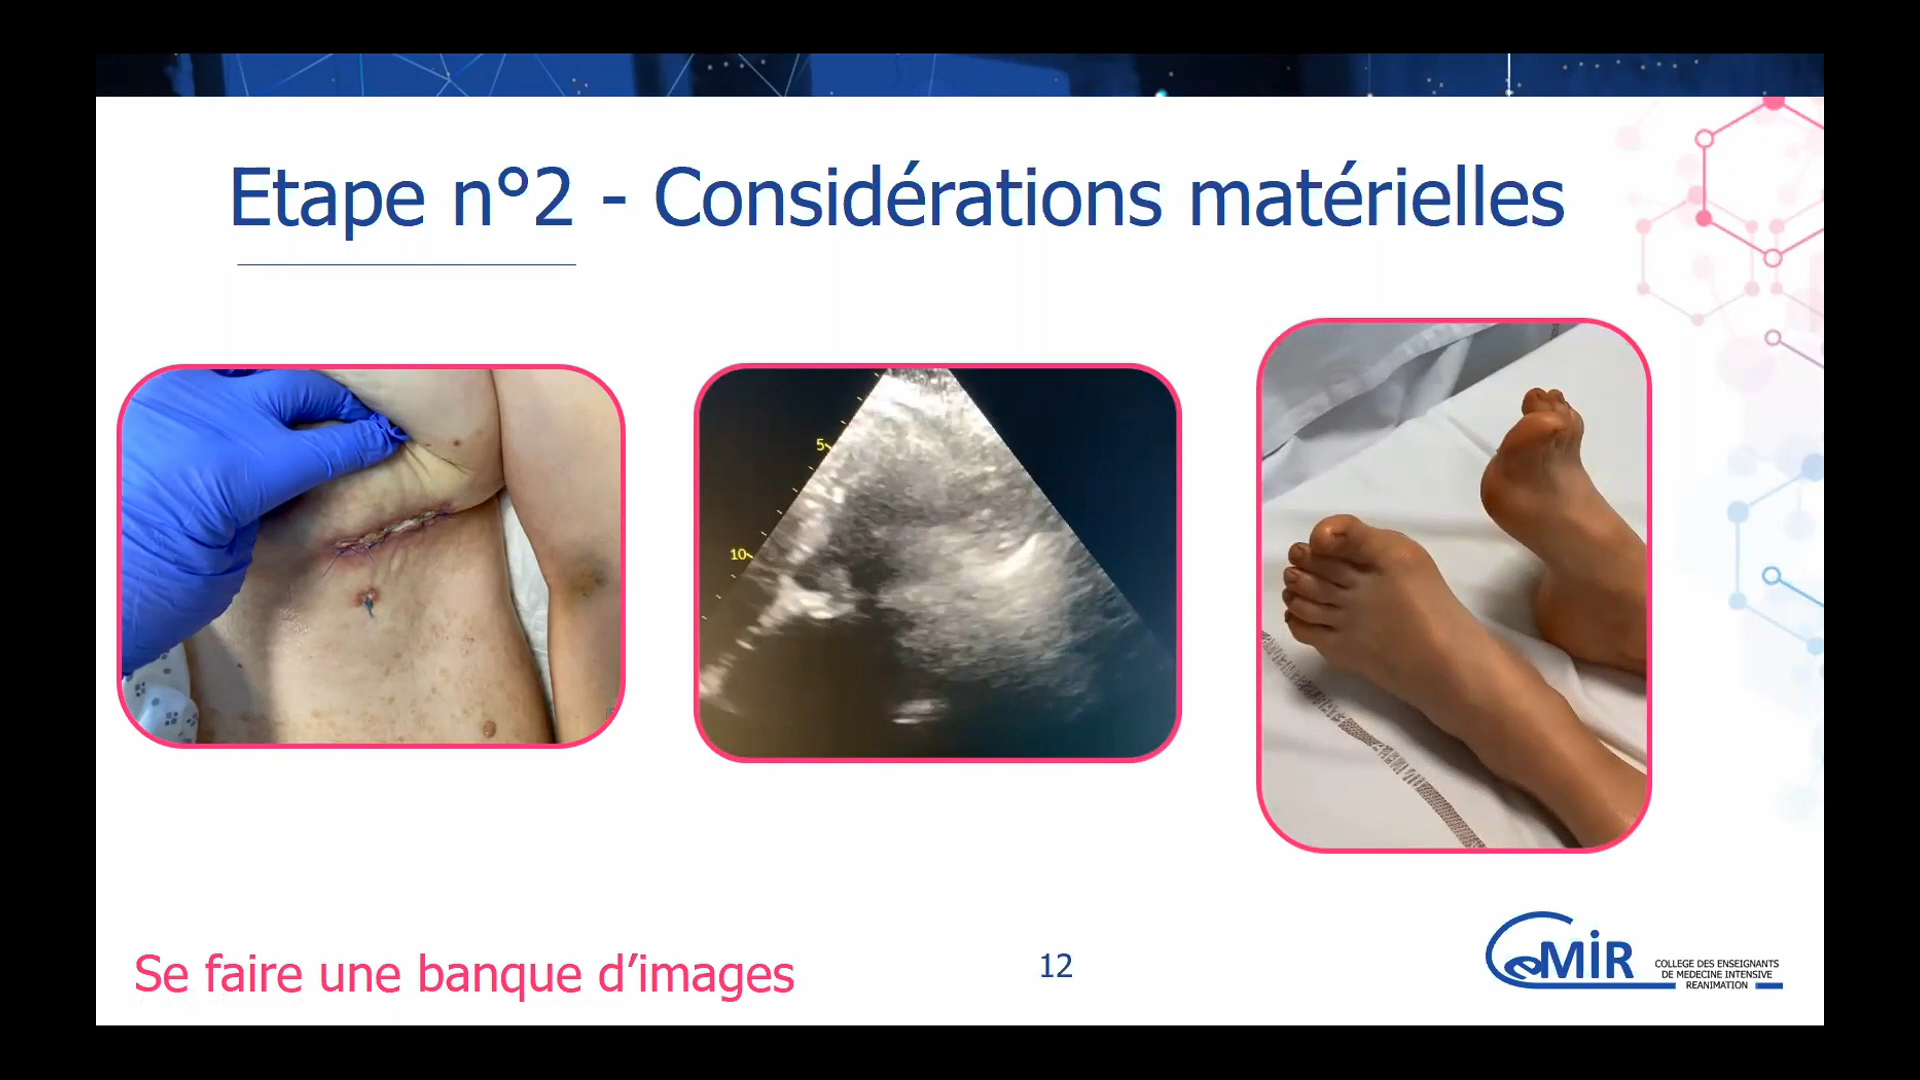 Etape n°2 - Considérations matérielles
5
10
Se faire une banque d’images
12
CMiR
COLLEGE DES ENSEIGNANTS
DE MEDECINE INTENSIVE
REANIMATION